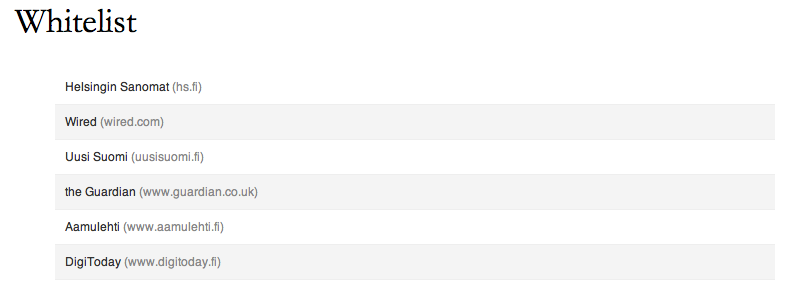 Whitelist
Helsingin Sanomat (hs.fi)
Wired (wired.com)
Uusi Suomi (uusisuomi.fi)
the Guardian (www.guardian.co.uk)
Aamulehti (www.aamulehti.fi)
DigiToday (www.digitoday.fi)